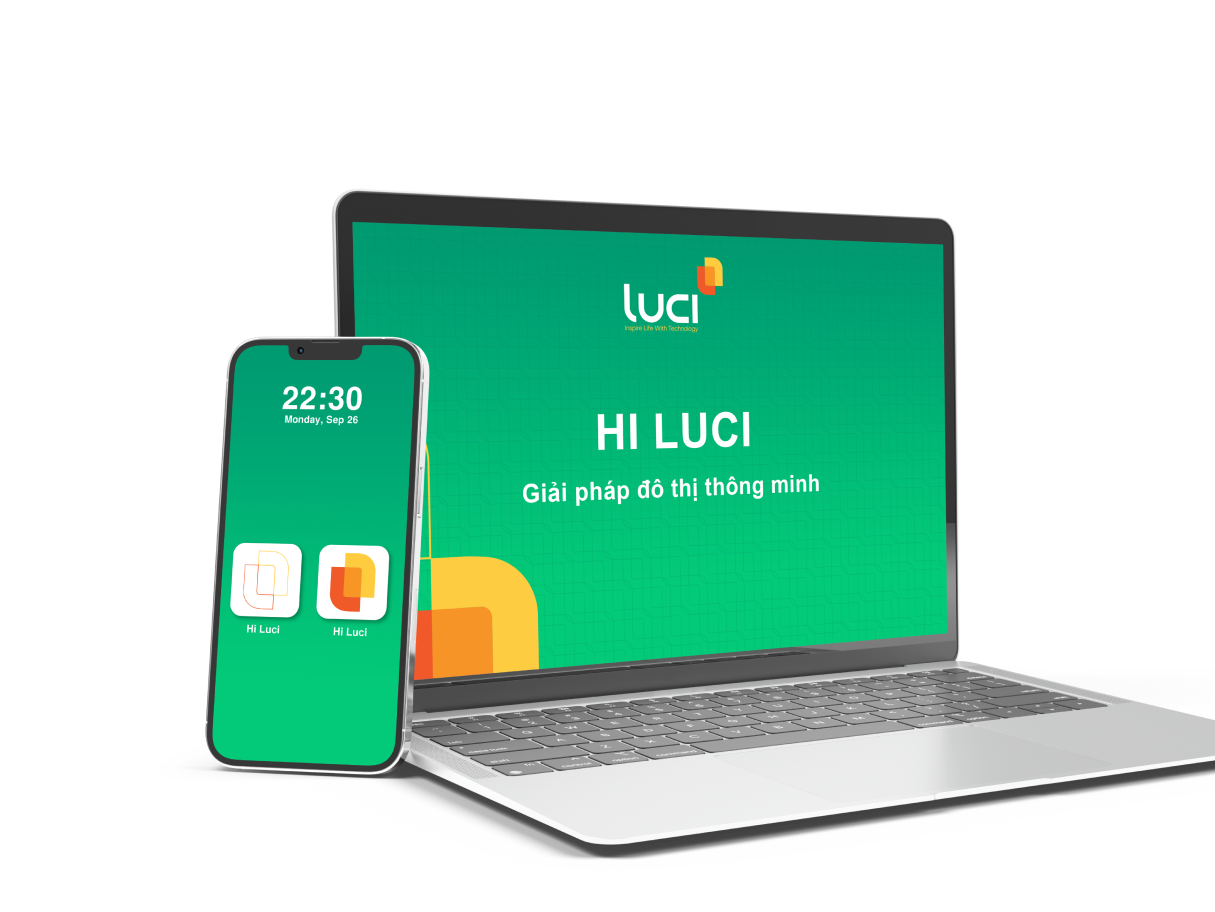 luci
Inspire Life With Technology
HI LUCI
Giải pháp đô thị thông minh
22:30
Monday, Sep 26
Hi Luci
Hi Luci